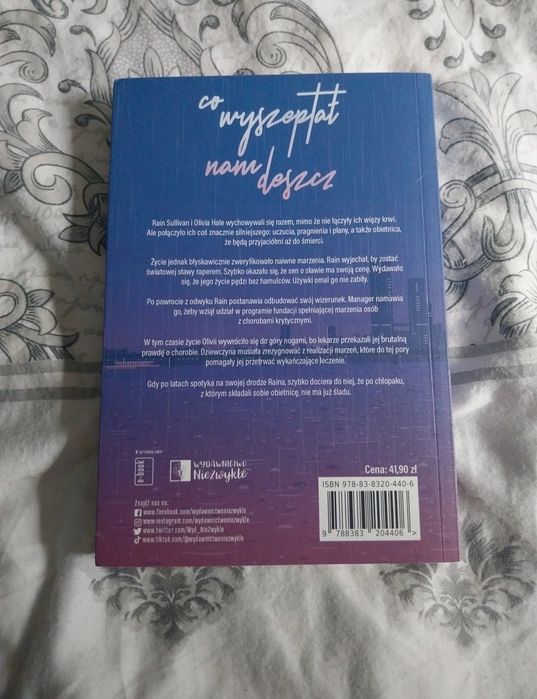 co
wyszeptał
nam deszcz
Rain Sullivan i Olivia Hale wychowywali się razem, mimo że nie łączyły ich więzy krwi.
Ale połączyło ich coś znacznie silniejszego: uczucia, pragnienia i plany, a także obietnica,
że będą przyjaciółmi aż do śmierci.
Życie jednak błyskawicznie zweryfikowało naiwne marzenia. Rain wyjechał, by zostać
światowej sławy raperem. Szybko okazało się, że sen o sławie ma swoją cenę. Wydawało
się, że jego życie pędzi bez hamulców. Używki omal go nie zabiły.
Po powrocie z odwyku Rain postanawia odbudować swój wizerunek. Manager namawia
go, żeby wziął udział w programie fundacji spełniającej marzenia osób
z chorobami krytycznymi.
W tym czasie życie Olivii wywróciło się do góry nogami, bo lekarze przekazali jej brutalną
prawdę o chorobie. Dziewczyna musiała zrezygnować z realizacji marzeń, które do tej pory
pomagały jej przetrwać wykańczające leczenie.
Gdy po latach spotyka na swojej drodze Raina, szybko dociera do niej, że po chłopaku,
z którym składali sobie obietnicę, nie ma już śladu.
W sprzedaży także
e-book
WYDAWNICTWO
NieZwykłe
Cena: 41,90 zł
ISBN 978-83-8320-440-6
9 788383 204406 >
Znajdź nas na:
www.facebook.com/wydawnictwoniezwykle
www.instagram.com/wydawnictwoniezwykle
www.twitter.com/Wyd_NieZwykle
www.tiktok.com/@wydawnictwoniezwykle